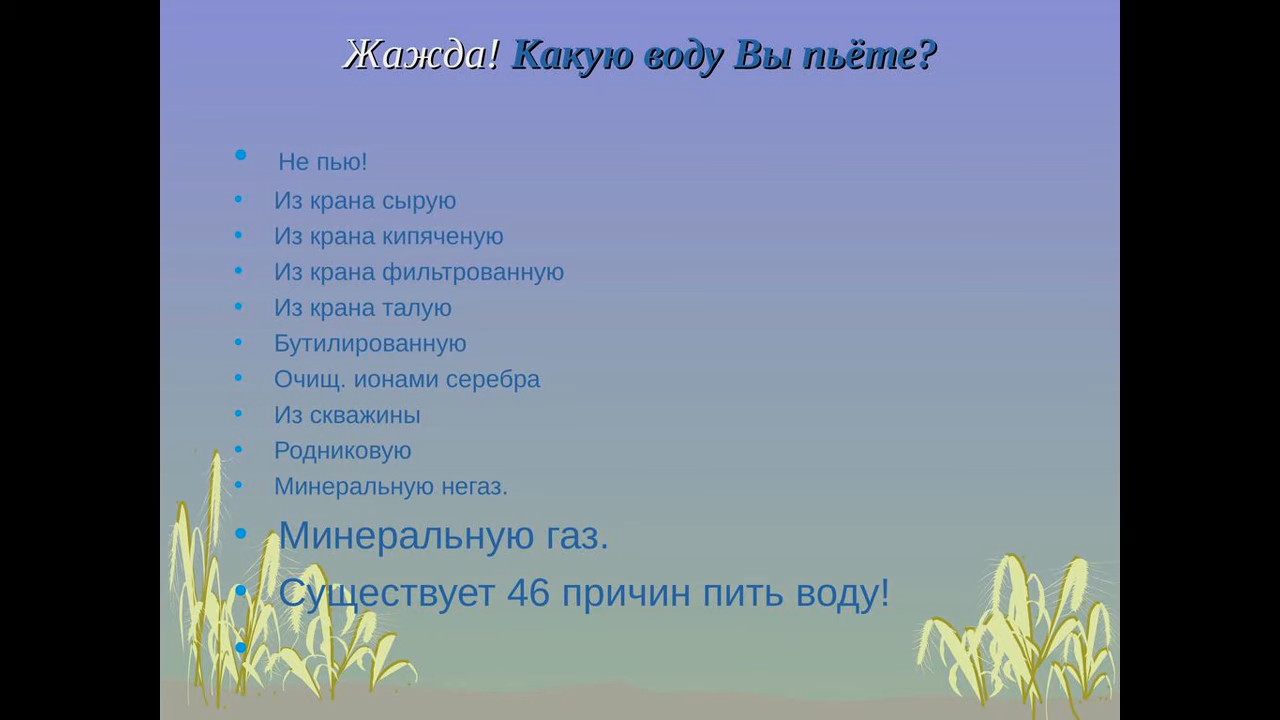 Жажда! Какую воду Вы пьёте?
Не пью!
Из крана сырую
Из крана кипяченую
Из крана фильтрованную
Из крана талую
Бутилированную
Очищ. ионами серебра
Из скважины
Родниковую
Минеральную негаз.
Минеральную газ.
Существует 46 причин пить воду!